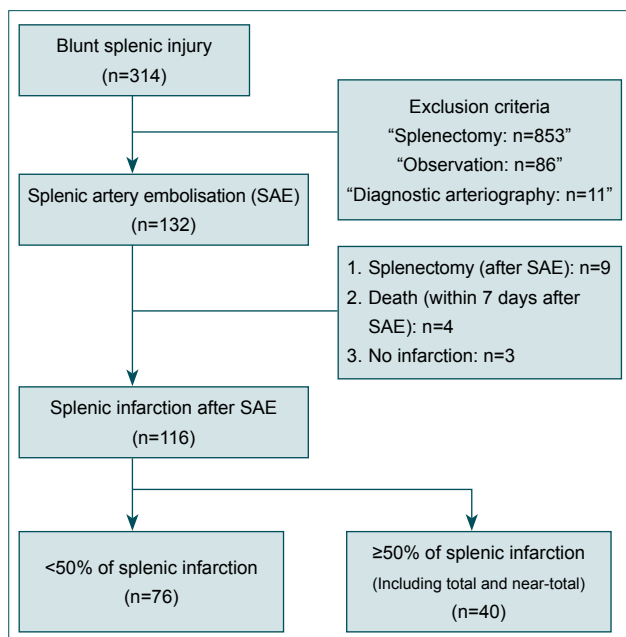 Blunt splenic injury
(n=314)
Exclusion criteria
“Splenectomy: n=853”
“Observation: n=86”
“Diagnostic arteriography: n=11”
Splenic artery embolisation (SAE)
(n=132)
1. Splenectomy (after SAE): n=9
2. Death (within 7 days after
SAE): n=4
3. No infarction: n=3
Splenic infarction after SAE
(n=116)
<50% of splenic infarction
(n=76)
≥50% of splenic infarction
(Including total and near-total)
(n=40)